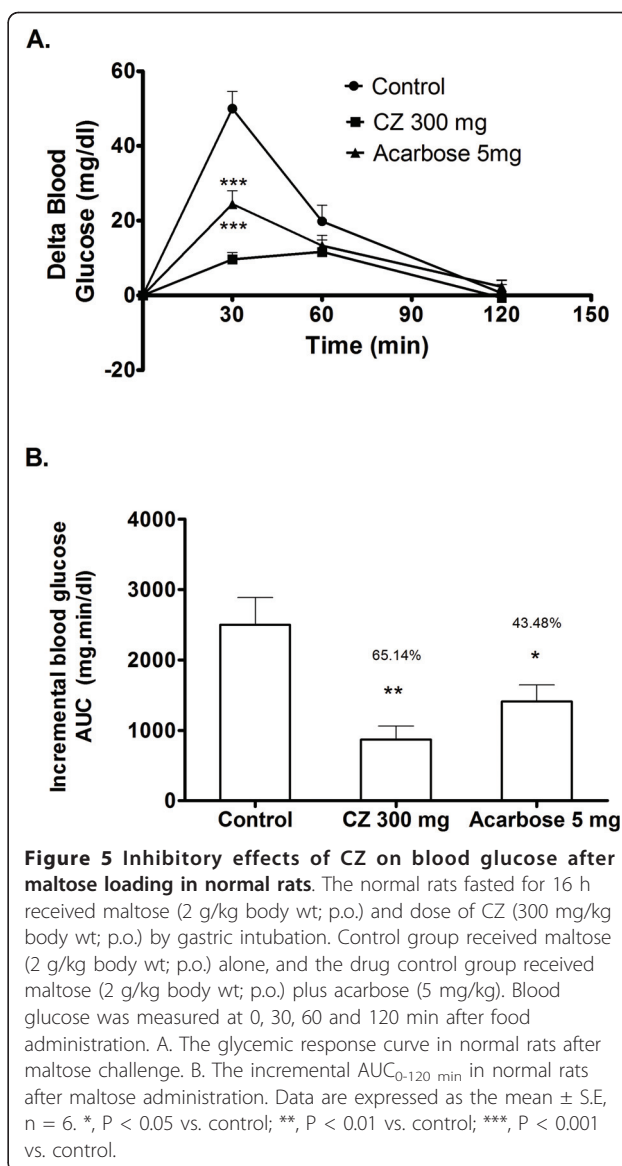 A.
60
40
20
0
-20
Delta Blood
Glucose (mg/dl)
Control
CZ 300 mg
Acarbose 5mg
***
***
30 60 90 120 150
Time (min)
B.
4000
3000
2000
1000
0
Incremental blood glucose
AUC (mg.min/dl)
65.14%
**
43.48%
*
Control CZ 300 mg Acarbose 5 mg
Figure 5 Inhibitory effects of CZ on blood glucose after
maltose loading in normal rats. The normal rats fasted for 16 h
received maltose (2 g/kg body wt; p.o.) and dose of CZ (300 mg/kg
body wt; p.o.) by gastric intubation. Control group received maltose
(2 g/kg body wt; p.o.) alone, and the drug control group received
maltose (2 g/kg body wt; p.o.) plus acarbose (5 mg/kg). Blood
glucose was measured at 0, 30, 60 and 120 min after food
administration. A. The glycemic response curve in normal rats after
maltose challenge. B. The incremental AUC0-120 min in normal rats
after maltose administration. Data are expressed as the mean ± S.E,
n = 6. *, P < 0.05 vs. control; **, P < 0.01 vs. control; ***, P < 0.001
vs. control.